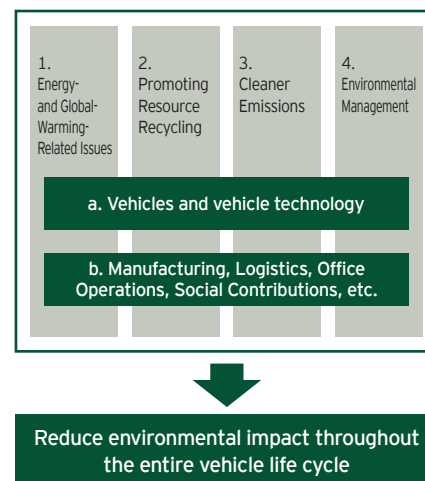 1.
Energy-
and Global-
Warming-
Related Issues
2.
Promoting
Resource
Recycling
3.
Cleaner
Emissions
4.
Environmental
Management
a. Vehicles and vehicle technology
b. Manufacturing, Logistics, Office
Operations, Social Contributions, etc.
Reduce environmental impact throughout
the entire vehicle life cycle